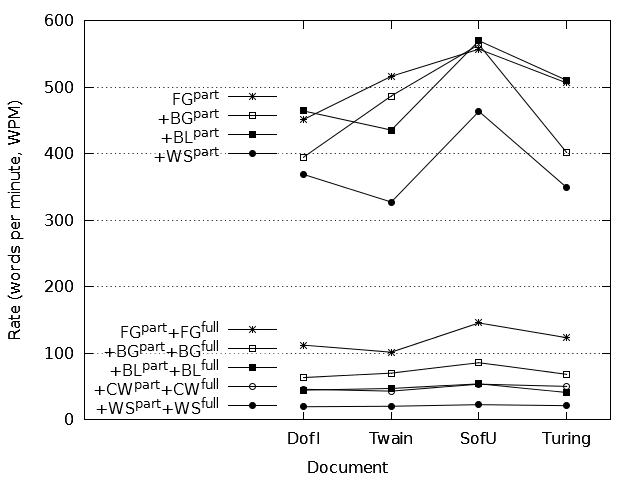 600
500
400
300
200
100
0
Rate (words per minute, WPM)
FGpart
+BGpart
+BLpart
+WSpart
FGpart+FGfull
+BGpart+BGfull
+BLpart+BLfull
+CWpart+CWfull
+WSpart+WSfull
DofI Twain SofU Turing
Document